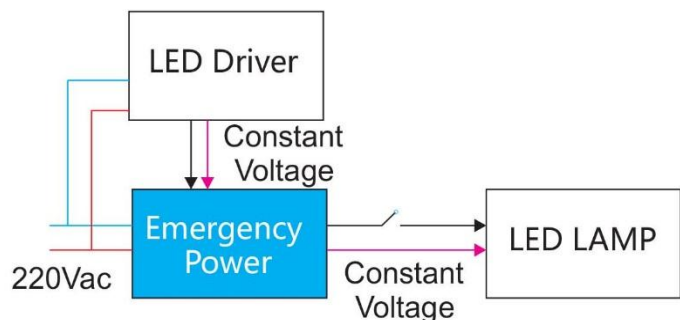 LED Driver
Constant
Voltage
Emergency
Power
LED LAMP
220Vac
Constant
Voltage